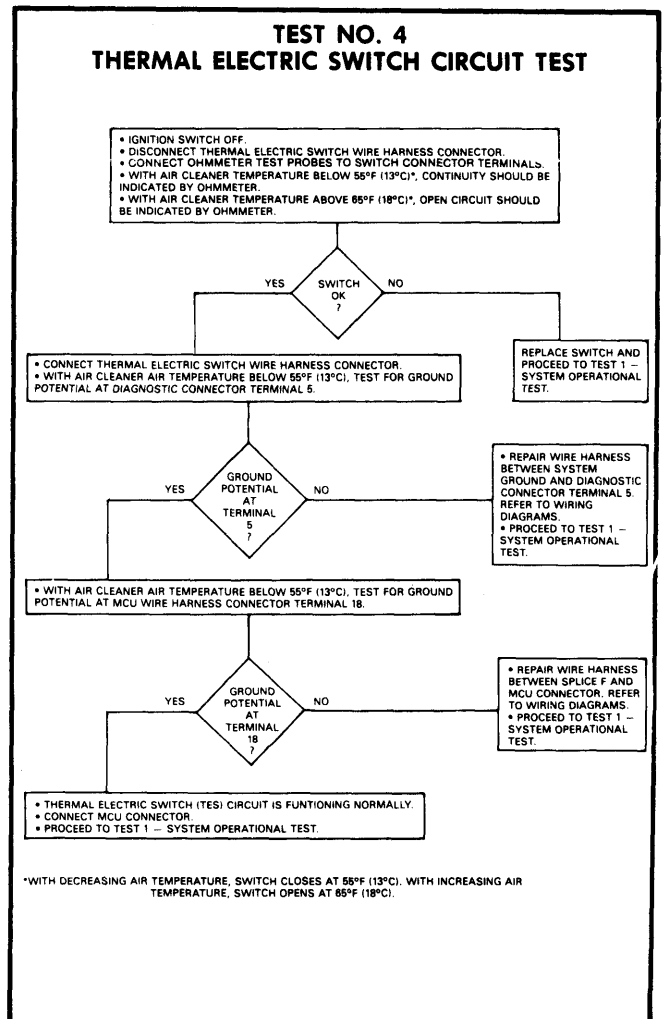 TEST NO. 4
THERMAL ELECTRIC SWITCH CIRCUIT TEST
• IGNITION SWITCH OFF.
• DISCONNECT THERMAL ELECTRIC SWITCH WIRE HARNESS CONNECTOR.
• CONNECT OHMMETER TEST PROBES TO SWITCH CONNECTOR TERMINALS.
• WITH AIR CLEANER TEMPERATURE BELOW 55°F (13°C)*, CONTINUITY SHOULD BE
INDICATED BY OHMMETER.
• WITH AIR CLEANER TEMPERATURE ABOVE 65°F (18°C)*, OPEN CIRCUIT SHOULD
BE INDICATED BY OHMMETER.
YES
SWITCH
OK
?
NO
• CONNECT THERMAL ELECTRIC SWITCH WIRE HARNESS CONNECTOR.
• WITH AIR CLEANER AIR TEMPERATURE BELOW 55°F (13°C), TEST FOR GROUND
POTENTIAL AT DIAGNOSTIC CONNECTOR TERMINAL 5.
REPLACE SWITCH AND
PROCEED TO TEST 1 —
SYSTEM OPERATIONAL
TEST.
YES
GROUND
POTENTIAL
AT
TERMINAL
5
?
NO
• REPAIR WIRE HARNESS
BETWEEN SYSTEM
GROUND AND DIAGNOSTIC
CONNECTOR TERMINAL 5.
REFER TO WIRING
DIAGRAMS.
• PROCEED TO TEST 1 —
SYSTEM OPERATIONAL
TEST.
• WITH AIR CLEANER AIR TEMPERATURE BELOW 55°F (13°C), TEST FOR GROUND
POTENTIAL AT MCU WIRE HARNESS CONNECTOR TERMINAL 18.
YES
GROUND
POTENTIAL
AT
TERMINAL
18
?
NO
• REPAIR WIRE HARNESS
BETWEEN SPLICE F AND
MCU CONNECTOR. REFER
TO WIRING DIAGRAMS.
• PROCEED TO TEST 1 —
SYSTEM OPERATIONAL
TEST.
• THERMAL ELECTRIC SWITCH (TES) CIRCUIT IS FUNTIONING NORMALLY.
• CONNECT MCU CONNECTOR.
• PROCEED TO TEST 1 — SYSTEM OPERATIONAL TEST.
*WITH DECREASING AIR TEMPERATURE, SWITCH CLOSES AT 55°F (13°C). WITH INCREASING AIR
TEMPERATURE, SWITCH OPENS AT 65°F (18°C).